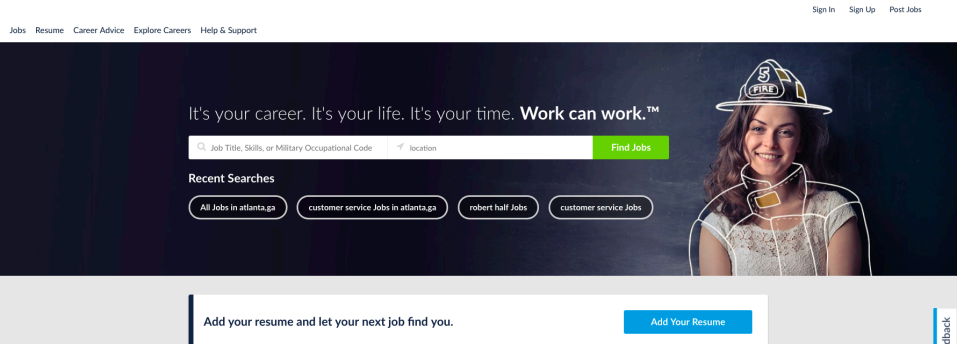 Sign In Sign Up Post Jobs
Jobs Resume Career Advice Explore Careers Help & Support
5
FIRE
It's your career. It's your life. It's your time. Work can work.™
Job Title, Skills, or Military Occupational Code location Find Jobs
Recent Searches
All Jobs in atlanta,ga customer service Jobs in atlanta,ga robert half Jobs customer service Jobs
Add your resume and let your next job find you. Add Your Resume